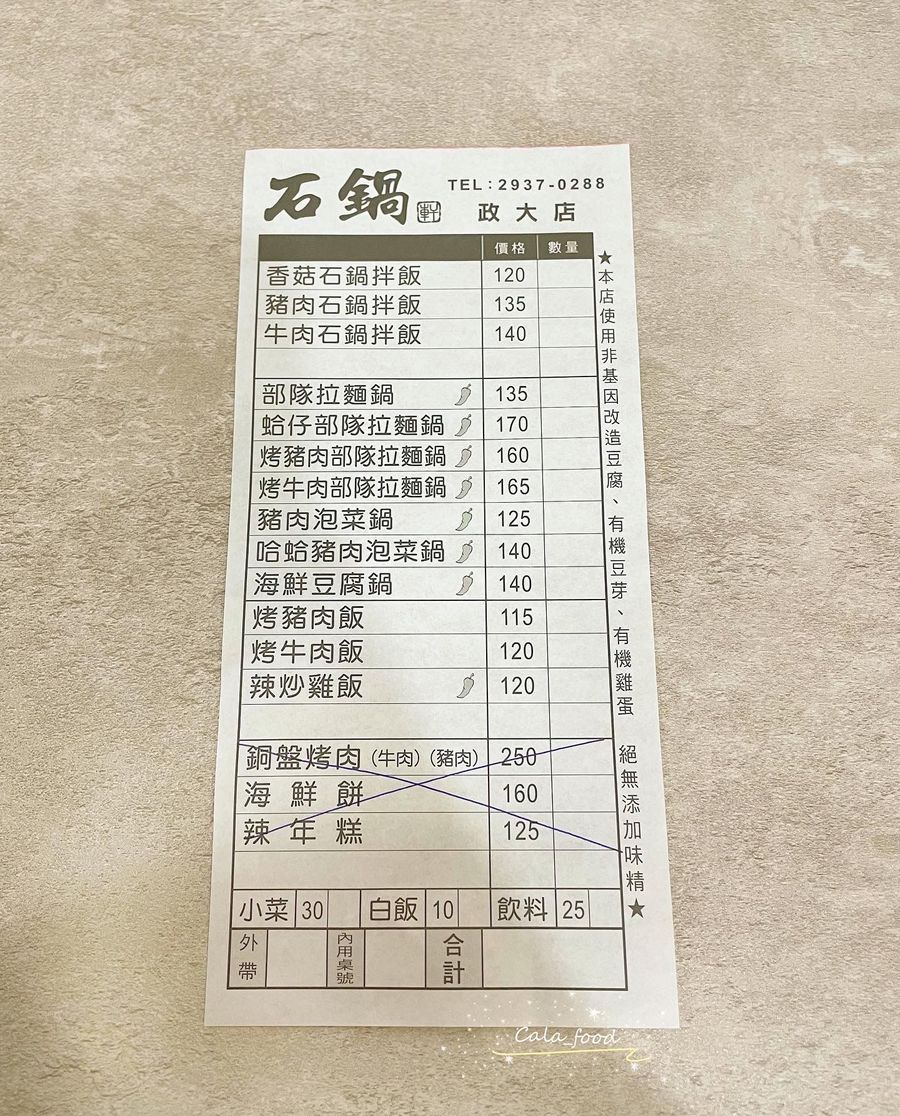 石鍋軒
TEL:2937-0288
政大店
價格 數量
香菇石鍋拌飯 120
豬肉石鍋拌飯 135
牛肉石鍋拌飯 140
部隊拉麵鍋 135
蛤仔部隊拉麵鍋 170
烤豬肉部隊拉麵鍋 160
烤牛肉部隊拉麵鍋 165
豬肉泡菜鍋 125
哈蛤豬肉泡菜鍋 140
海鮮豆腐鍋 140
烤豬肉飯 115
烤牛肉飯 120
辣炒雞飯 120
銅盤烤肉(牛肉)(豬肉) 250
海鮮餅 160
辣年糕 125
小菜 30 白飯 10 飲料 25
外帶 內用桌號 合計
★本店使用非基因改造豆腐、有機豆芽、有機雞蛋 絕無添加味精★
Cala_food